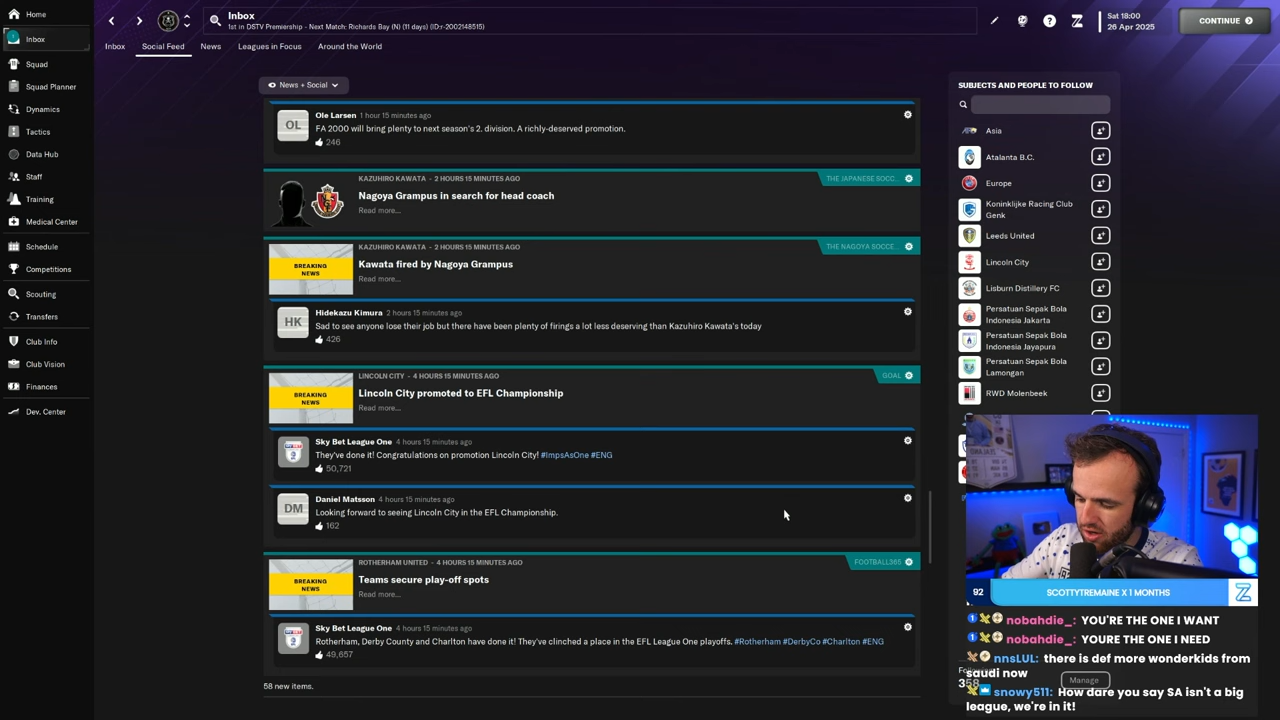 Home
Inbox
Squad
Squad Planner
Dynamics
Tactics
Data Hub
Staff
Training
Medical Center
Schedule
Competitions
Scouting
Transfers
Club Info
Club Vision
Finances
Dev. Center
Inbox
1st in DSTV Premiership - Next Match: Richards Bay (N) (11 days) (ID:r-2002148515)
Sat 18:00
26 Apr 2025
CONTINUE
Inbox Social Feed News Leagues in Focus Around the World
News + Social
OL
Ole Larsen 1 hour 15 minutes ago
FA 2000 will bring plenty to next season's 2. division. A richly-deserved promotion.
246
KAZUHIRO KAWATA - 2 HOURS 15 MINUTES AGO
THE JAPANESE SOCC...
Nagoya Grampus in search for head coach
Read more...
KAZUHIRO KAWATA - 2 HOURS 15 MINUTES AGO
THE NAGOYA SOCCE...
BREAKING
NEWS
Kawata fired by Nagoya Grampus
Read more...
HK
Hidekazu Kimura 2 hours 15 minutes ago
Sad to see anyone lose their job but there have been plenty of firings a lot less deserving than Kazuhiro Kawata's today
426
LINCOLN CITY - 4 HOURS 15 MINUTES AGO
GOAL
BREAKING
NEWS
Lincoln City promoted to EFL Championship
Read more...
Sky Bet League One 4 hours 15 minutes ago
They've done it! Congratulations on promotion Lincoln City! #ImpsAsOne #ENG
50,721
DM
Daniel Matsson 4 hours 15 minutes ago
Looking forward to seeing Lincoln City in the EFL Championship.
162
ROTHERHAM UNITED - 4 HOURS 15 MINUTES AGO
FOOTBALL365
BREAKING
NEWS
Teams secure play-off spots
Read more...
Sky Bet League One 4 hours 15 minutes ago
Rotherham, Derby County and Charlton have done it! They've clinched a place in the EFL League One playoffs. #Rotherham #DerbyCo #Charlton #ENG
49,657
58 new items.
SUBJECTS AND PEOPLE TO FOLLOW
Asia
Atalanta B.C.
Europe
Koninklijke Racing Club
Genk
Leeds United
Lincoln City
Lisburn Distillery FC
Persatuan Sepak Bola
Indonesia Jakarta
Persatuan Sepak Bola
Indonesia Jayapura
Persatuan Sepak Bola
Lamongan
RWD Molenbeek
92 SCOTTYTREMAINE X 1 MONTHS
nobahdie_: YOU'RE THE ONE I WANT
nobahdie_: YOURE THE ONE I NEED
nnsLUL: there is def more wonderkids from
saudi now
Manage
snowy511: How dare you say SA isn't a big
league, we're in it!